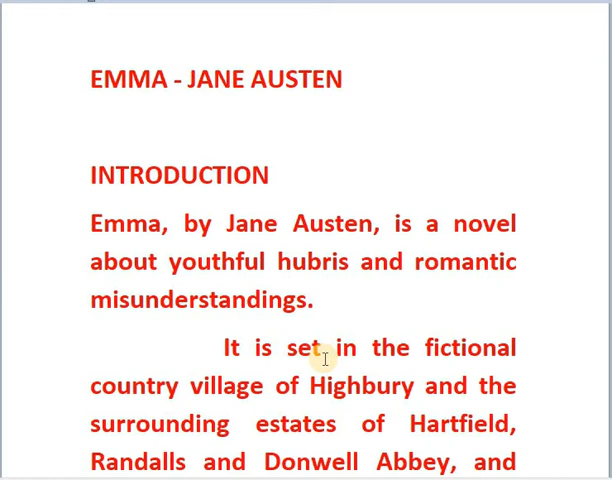 EMMA - JANE AUSTEN
INTRODUCTION
Emma, by Jane Austen, is a novel
about youthful hubris and romantic
misunderstandings.
It is set in the fictional
country village of Highbury and the
surrounding estates of Hartfield,
Randalls and Donwell Abbey, and